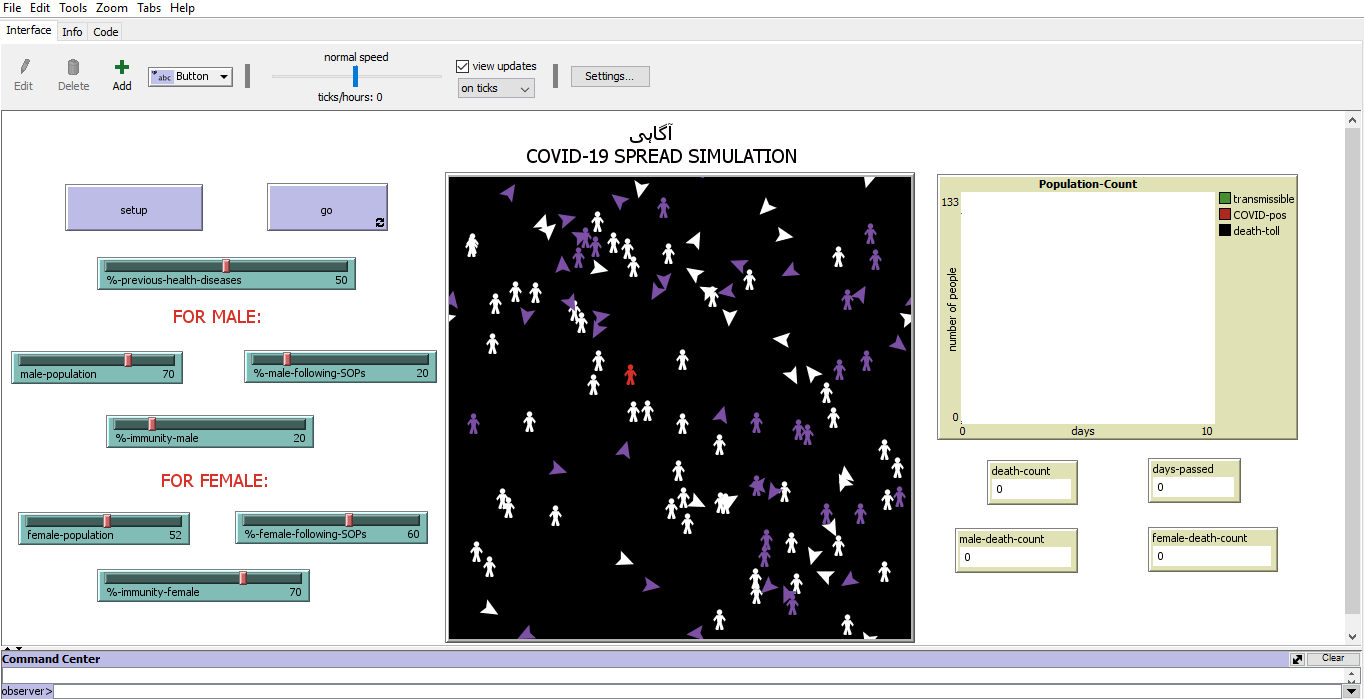 File Edit Tools Zoom Tabs Help
Interface Info Code
Edit Delete Add abc Button normal speed ticks/hours: 0 view updates on ticks Settings...
آگاہی
COVID-19 SPREAD SIMULATION
setup go
%-previous-health-diseases 50
FOR MALE:
male-population 70 %-male-following-SOPs 20
%-immunity-male 20
FOR FEMALE:
female-population 52 %-female-following-SOPs 60
%-immunity-female 70
Population-Count
133
number of people
0
0 days 10
transmissible
COVID-pos
death-toll
death-count
0
days-passed
0
male-death-count
0
female-death-count
0
Command Center Clear
observer>